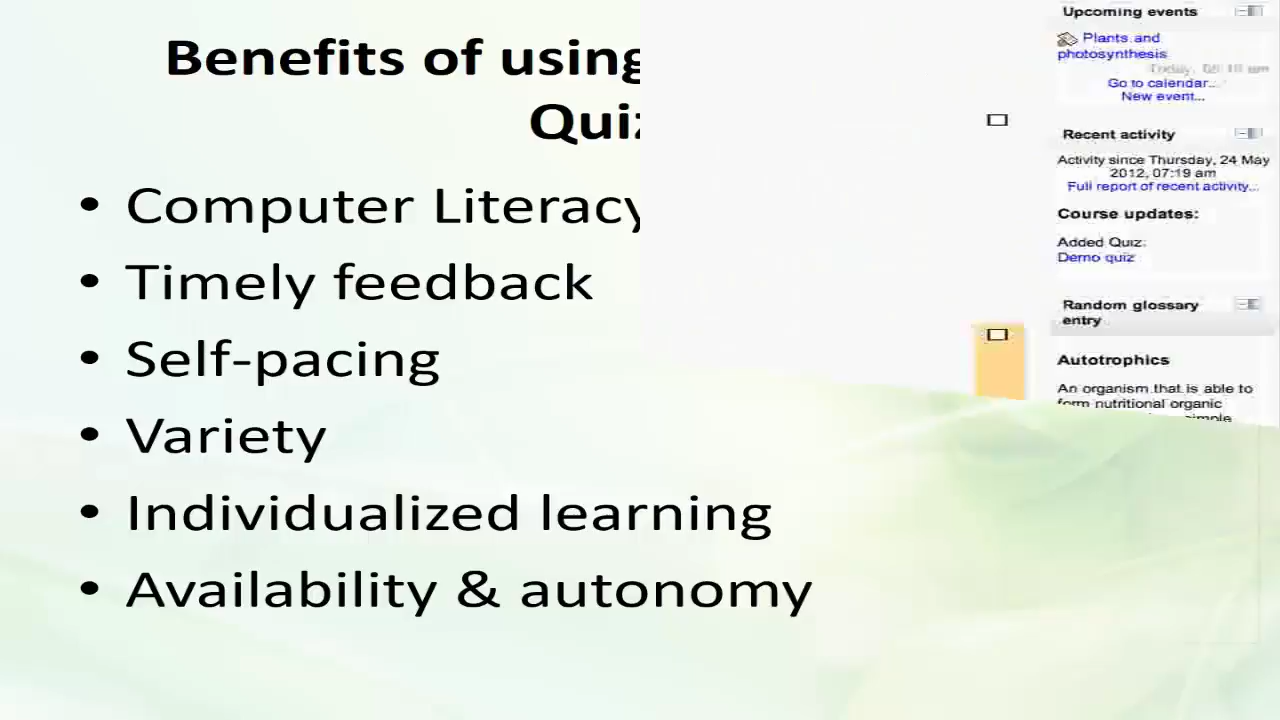 Benefits of using
Qui
• Computer Literacy
• Timely feedback
• Self-pacing
• Variety
• Individualized learning
• Availability & autonomy
Upcoming events
Plants and
photosynthesis
Today,
Go to calendar...
New event...
Recent activity
Activity since Thursday, 24 May
2012, 07:19 am
Full report of recent activity...
Course updates:
Added Quiz:
Demo quiz
Random glossary
entry
Autotrophics
An organism that is able to
form nutritional organic
simple